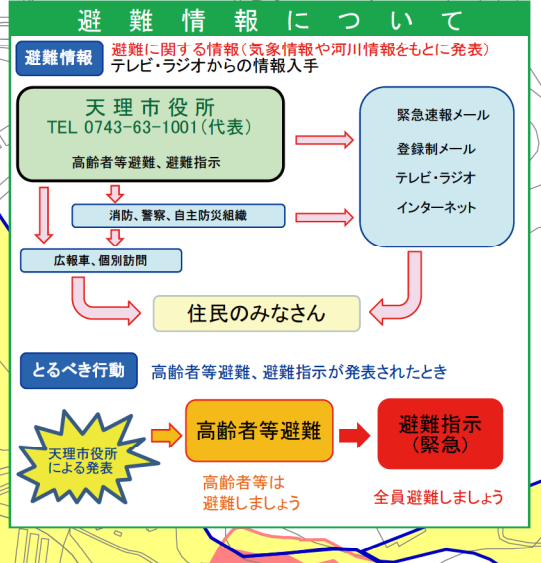 避難情報について
避難情報
避難に関する情報(気象情報や河川情報をもとに発表)
テレビ・ラジオからの情報入手
天理市役所
TEL 0743-63-1001(代表)
高齢者等避難、避難指示
緊急速報メール
登録制メール
テレビ・ラジオ
インターネット
消防、警察、自主防災組織
広報車、個別訪問
住民のみなさん
とるべき行動
高齢者等避難、避難指示が発表されたとき
天理市役所
による発表
高齢者等避難
避難指示
(緊急)
高齢者等は
避難しましょう
全員避難しましょう